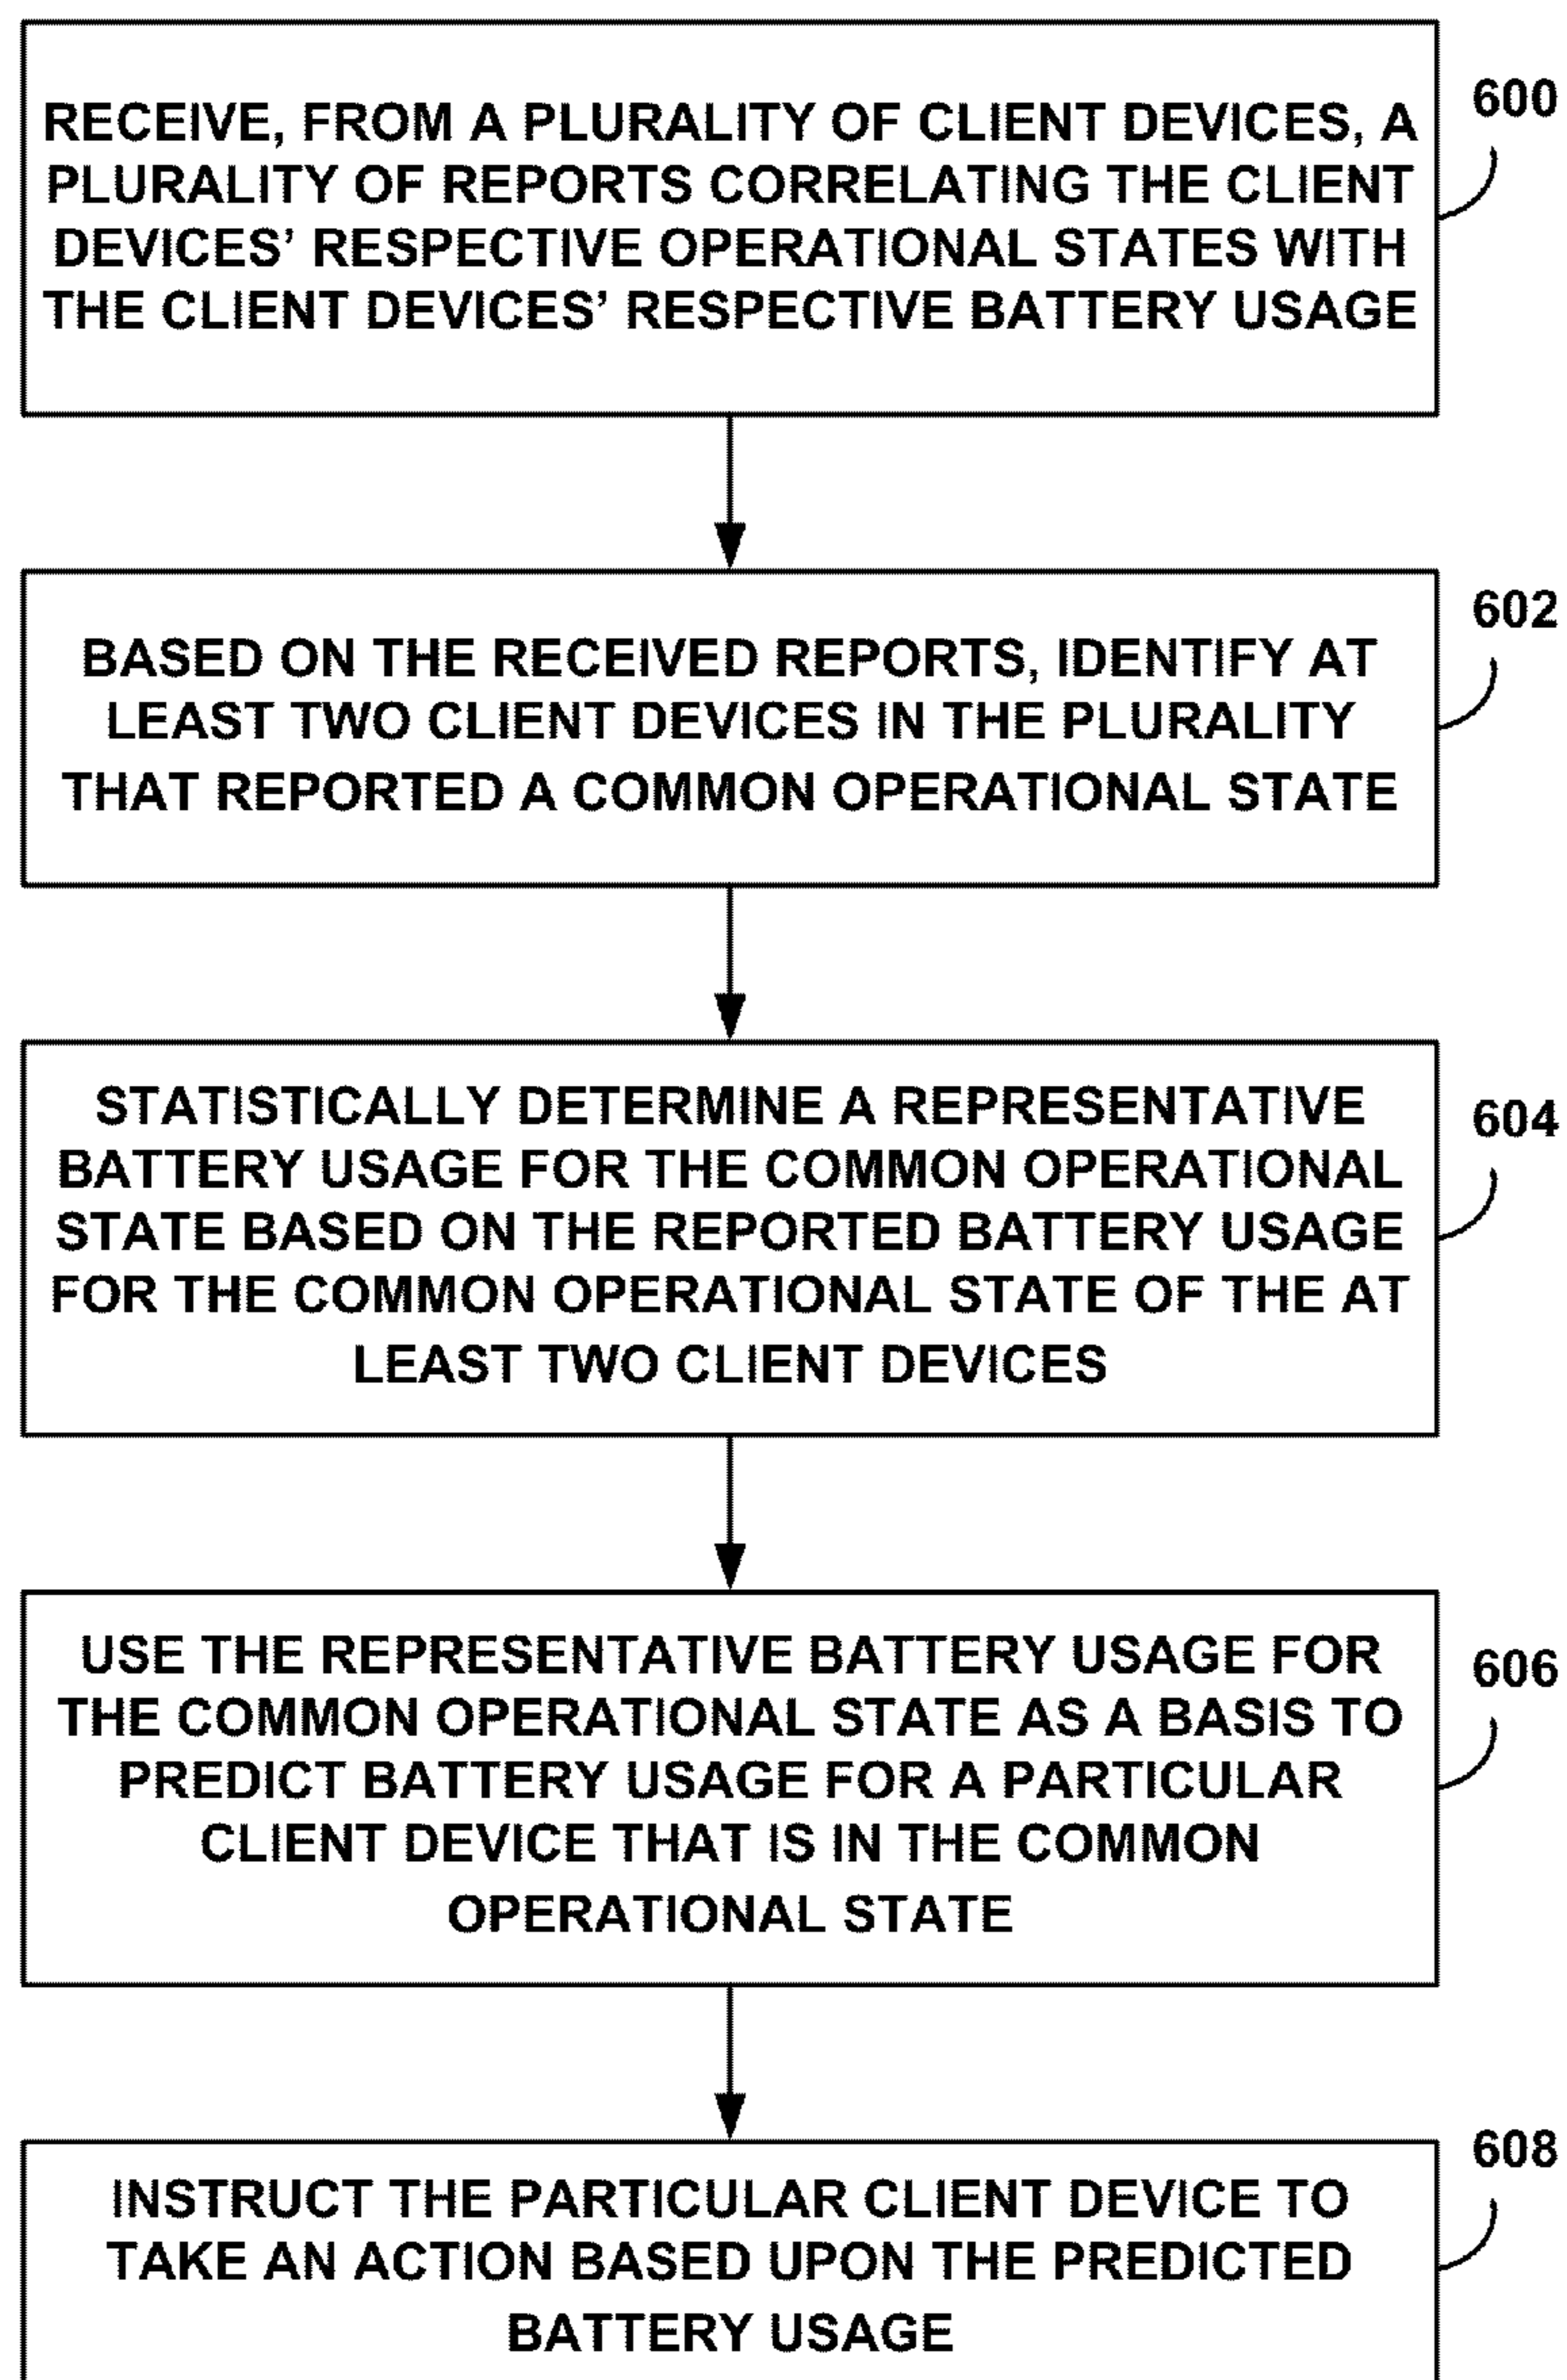 600
RECEIVE, FROM A PLURALITY OF CLIENT DEVICES, A
PLURALITY OF REPORTS CORRELATING THE CLIENT
DEVICES’ RESPECTIVE OPERATIONAL STATES WITH
THE CLIENT DEVICES’ RESPECTIVE BATTERY USAGE
602
BASED ON THE RECEIVED REPORTS, IDENTIFY AT
LEAST TWO CLIENT DEVICES IN THE PLURALITY
THAT REPORTED A COMMON OPERATIONAL STATE
604
STATISTICALLY DETERMINE A REPRESENTATIVE
BATTERY USAGE FOR THE COMMON OPERATIONAL
STATE BASED ON THE REPORTED BATTERY USAGE
FOR THE COMMON OPERATIONAL STATE OF THE AT
LEAST TWO CLIENT DEVICES
606
USE THE REPRESENTATIVE BATTERY USAGE FOR
THE COMMON OPERATIONAL STATE AS A BASIS TO
PREDICT BATTERY USAGE FOR A PARTICULAR
CLIENT DEVICE THAT IS IN THE COMMON
OPERATIONAL STATE
608
INSTRUCT THE PARTICULAR CLIENT DEVICE TO
TAKE AN ACTION BASED UPON THE PREDICTED
BATTERY USAGE